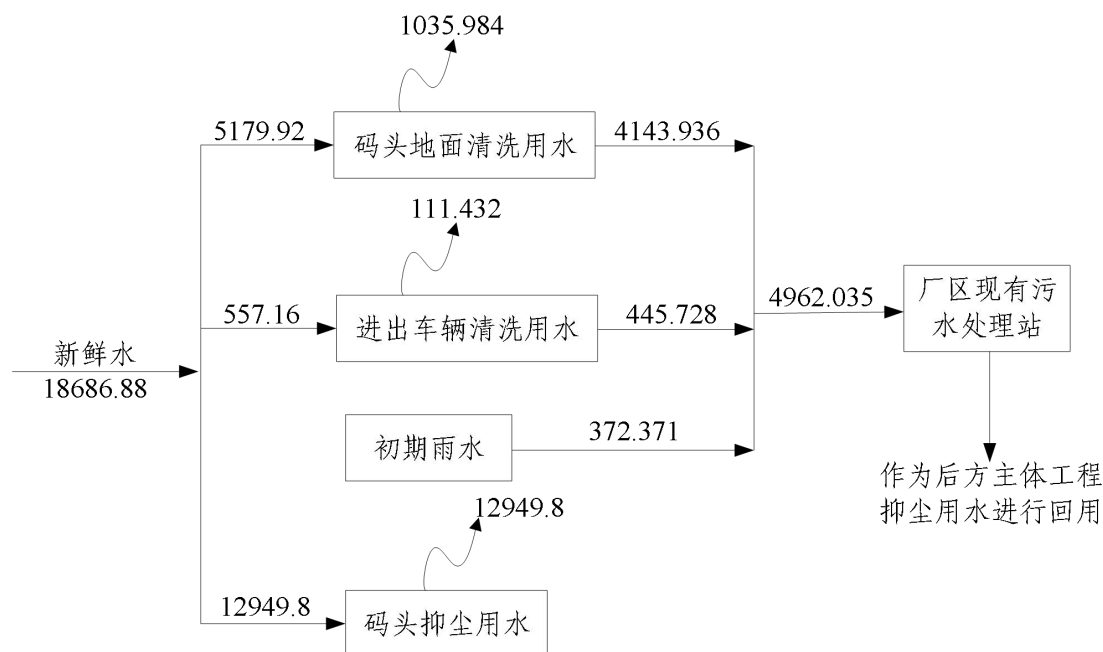 1035.984
5179.92
码头地面清洗用水
4143.936
111.432
557.16
进出车辆清洗用水
445.728
4962.035
厂区现有污
水处理站
新鲜水
18686.88
初期雨水
372.371
作为后方主体工程
抑尘用水进行回用
12949.8
12949.8
码头抑尘用水